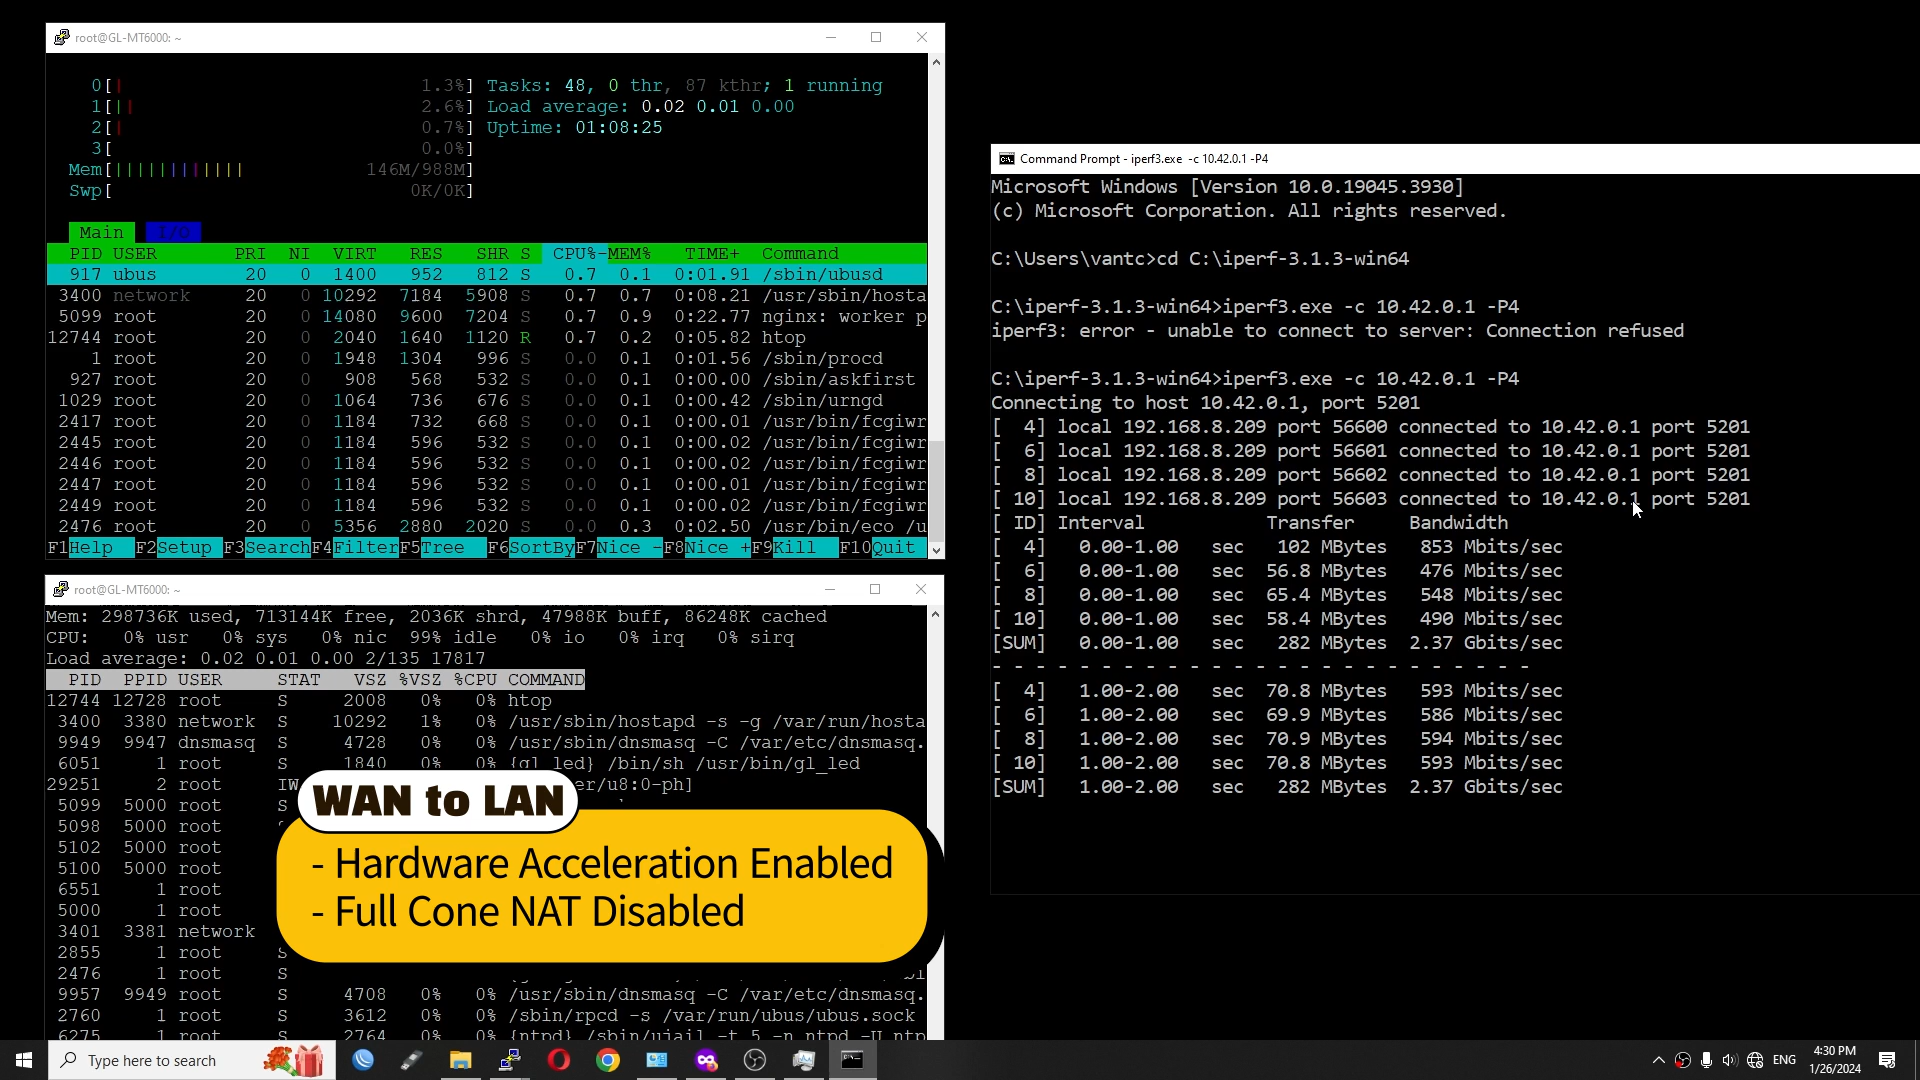 root@GL-MT6000: ~
0[| 1.3%] Tasks: 48, 0 thr, 87 kthr; 1 running
1[|| 2.6%] Load average: 0.02 0.01 0.00
2[| 0.7%] Uptime: 01:08:25
3[ 0.0%]
Mem[|||||||||||| 146M/988M]
Swp[ 0K/0K]
Main I/O
PID USER PRI NI VIRT RES SHR S CPU%-MEM% TIME+ Command
917 ubus 20 0 1400 952 812 S 0.7 0.1 0:01.91 /sbin/ubusd
3400 network 20 0 10292 7184 5908 S 0.7 0.7 0:08.21 /usr/sbin/hosta
5099 root 20 0 14080 9600 7204 S 0.7 0.9 0:22.77 nginx: worker p
12744 root 20 0 2040 1640 1120 R 0.7 0.2 0:05.82 htop
1 root 20 0 1948 1304 996 S 0.0 0.1 0:01.56 /sbin/procd
927 root 20 0 908 568 532 S 0.0 0.1 0:00.00 /sbin/askfirst
1029 root 20 0 1064 736 676 S 0.0 0.1 0:00.42 /sbin/urngd
2417 root 20 0 1184 732 668 S 0.0 0.1 0:00.01 /usr/bin/fcgiwr
2445 root 20 0 1184 596 532 S 0.0 0.1 0:00.02 /usr/bin/fcgiwr
2446 root 20 0 1184 596 532 S 0.0 0.1 0:00.02 /usr/bin/fcgiwr
2447 root 20 0 1184 596 532 S 0.0 0.1 0:00.01 /usr/bin/fcgiwr
2449 root 20 0 1184 596 532 S 0.0 0.1 0:00.02 /usr/bin/fcgiwr
2476 root 20 0 5356 2880 2020 S 0.0 0.3 0:02.50 /usr/bin/eco /u
F1Help F2Setup F3SearchF4FilterF5Tree F6SortByF7Nice -F8Nice +F9Kill F10Quit
root@GL-MT6000: ~
Mem: 298736K used, 713144K free, 2036K shrd, 47988K buff, 86248K cached
CPU: 0% usr 0% sys 0% nic 99% idle 0% io 0% irq 0% sirq
Load average: 0.02 0.01 0.00 2/135 17817
PID PPID USER STAT VSZ %VSZ %CPU COMMAND
12744 12728 root S 2008 0% 0% htop
3400 3380 network S 10292 1% 0% /usr/sbin/hostapd -s -g /var/run/hosta
9949 9947 dnsmasq S 4728 0% 0% /usr/sbin/dnsmasq -C /var/etc/dnsmasq.
6051 1 root S 1840 0% 0% {gl_led} /bin/sh /usr/bin/gl_led
29251 2 root IW er/u8:0-ph]
5099 5000 root S
5098 5000 root
5102 5000 root
5100 5000 root
6551 1 root
5000 1 root
3401 3381 network
2855 1 root S
2476 1 root S
9957 9949 root S 4708 0% 0% /usr/sbin/dnsmasq -C /var/etc/dnsmasq.
2760 1 root S 3612 0% 0% /sbin/rpcd -s /var/run/ubus/ubus.sock
6275 1 root S 2764 0% 0% {ntpd} /sbin/ujail -t 5 -n ntpd -U ntp
WAN to LAN
- Hardware Acceleration Enabled
- Full Cone NAT Disabled
Command Prompt - iperf3.exe -c 10.42.0.1 -P4
Microsoft Windows [Version 10.0.19045.3930]
(c) Microsoft Corporation. All rights reserved.
C:\Users\vantc>cd C:\iperf-3.1.3-win64
C:\iperf-3.1.3-win64>iperf3.exe -c 10.42.0.1 -P4
iperf3: error - unable to connect to server: Connection refused
C:\iperf-3.1.3-win64>iperf3.exe -c 10.42.0.1 -P4
Connecting to host 10.42.0.1, port 5201
[ 4] local 192.168.8.209 port 56600 connected to 10.42.0.1 port 5201
[ 6] local 192.168.8.209 port 56601 connected to 10.42.0.1 port 5201
[ 8] local 192.168.8.209 port 56602 connected to 10.42.0.1 port 5201
[ 10] local 192.168.8.209 port 56603 connected to 10.42.0.1 port 5201
[ ID] Interval Transfer Bandwidth
[ 4] 0.00-1.00 sec 102 MBytes 853 Mbits/sec
[ 6] 0.00-1.00 sec 56.8 MBytes 476 Mbits/sec
[ 8] 0.00-1.00 sec 65.4 MBytes 548 Mbits/sec
[ 10] 0.00-1.00 sec 58.4 MBytes 490 Mbits/sec
[SUM] 0.00-1.00 sec 282 MBytes 2.37 Gbits/sec
- - - - - - - - - - - - - - - - - - - - - - - - -
[ 4] 1.00-2.00 sec 70.8 MBytes 593 Mbits/sec
[ 6] 1.00-2.00 sec 69.9 MBytes 586 Mbits/sec
[ 8] 1.00-2.00 sec 70.9 MBytes 594 Mbits/sec
[ 10] 1.00-2.00 sec 70.8 MBytes 593 Mbits/sec
[SUM] 1.00-2.00 sec 282 MBytes 2.37 Gbits/sec
Type here to search
ENG
4:30 PM
1/26/2024